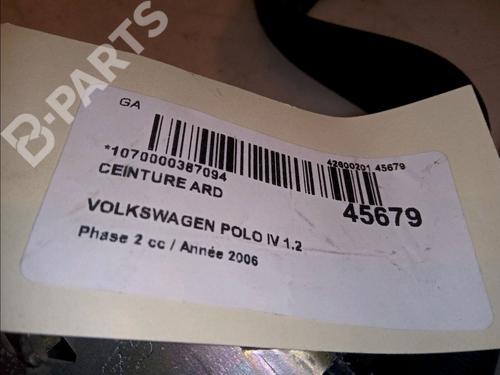 B-PARTS
GA
*1070000387094
42800201 45679
CEINTURE ARD
45679
VOLKSWAGEN POLO IV 1.2
Phase 2 cc / Année 2006